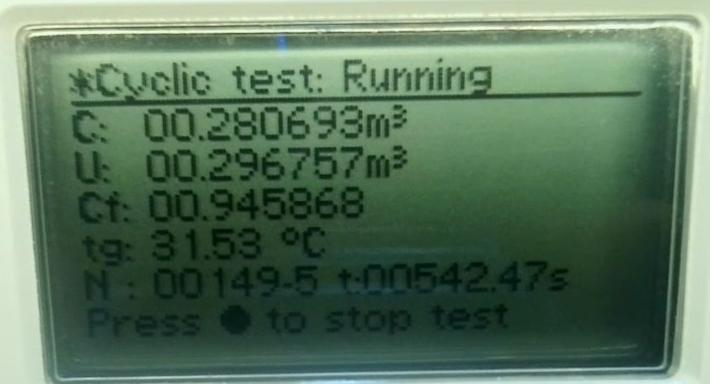 *Cyclic test: Running
C: 00.280693m³
U: 00.296757m³
Cf: 00.945868
tg: 31.53 ºC
N : 00149-5 t:00542.47s
Press ● to stop test